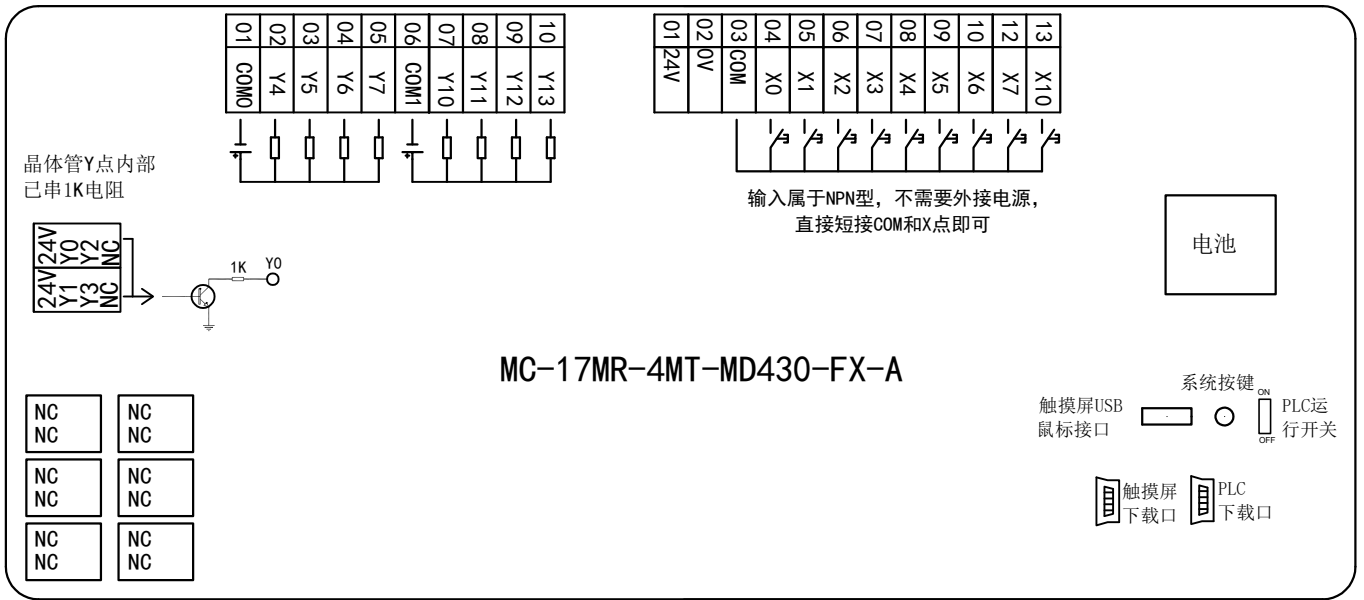 01 02 03 04 05 06 07 08 09 10
COM0 Y4 Y5 Y6 Y7 COM1 Y10 Y11 Y12 Y13
01 02 03 04 05 06 07 08 09 10 12 13
24V 0V COM X0 X1 X2 X3 X4 X5 X6 X7 X10
晶体管Y点内部
已串1K电阻
输入属于NPN型，不需要外接电源，
直接短接COM和X点即可
电池
24V Y0 Y2 NC
24V Y1 Y3 NC
1K Y0
MC-17MR-4MT-MD430-FX-A
系统按键
触摸屏USB
鼠标接口
ON
OFF
PLC运
行开关
NC NC
NC NC
NC NC
NC NC
NC NC
NC NC
触摸屏
下载口
PLC
下载口